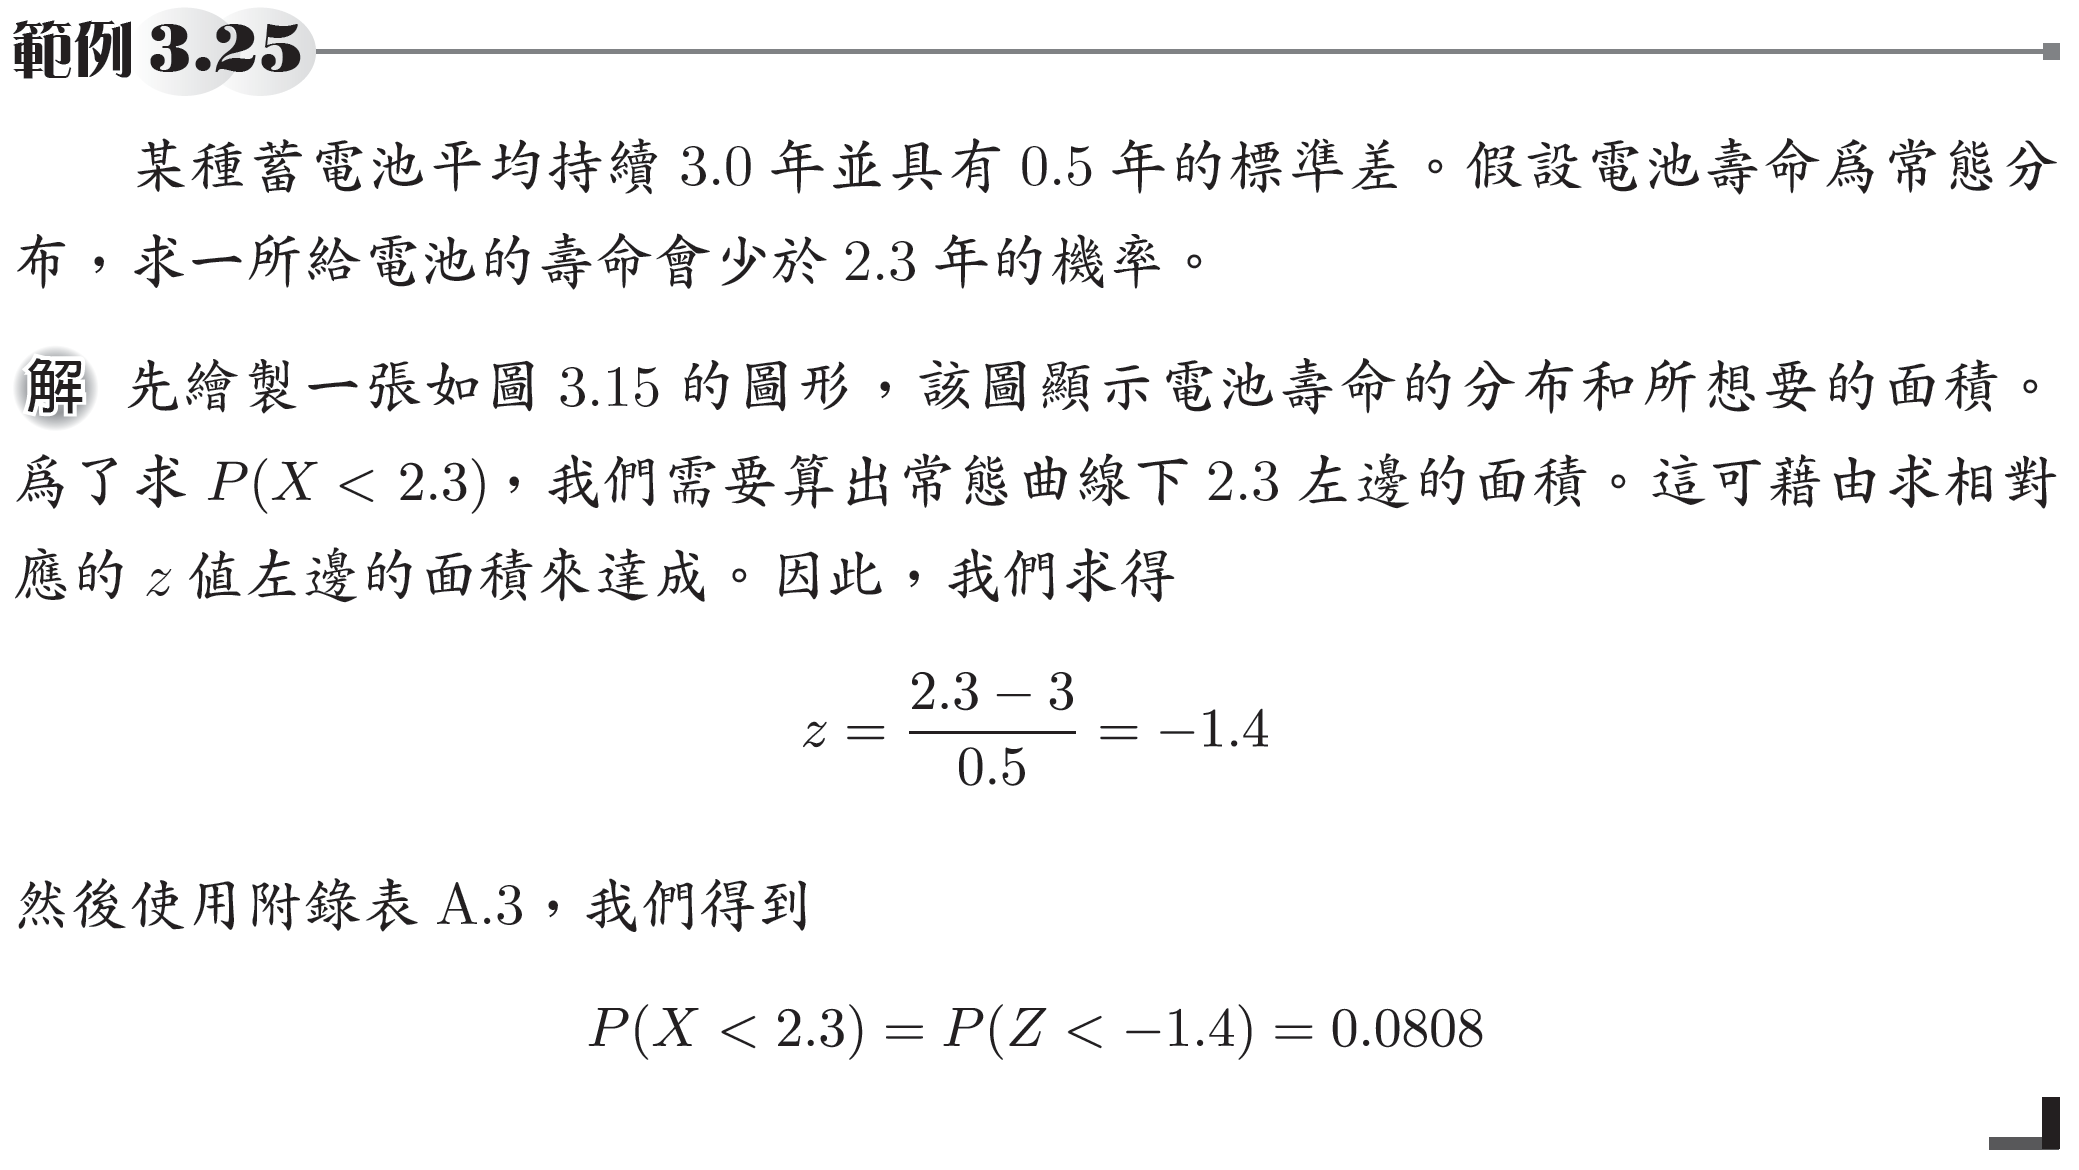 範例 3.25
某種蓄電池平均持續 3.0 年並具有 0.5 年的標準差。假設電池壽命爲常態分
布，求一所給電池的壽命會少於 2.3 年的機率。
解 先繪製一張如圖 3.15 的圖形，該圖顯示電池壽命的分布和所想要的面積。
爲了求 P(X < 2.3)，我們需要算出常態曲線下 2.3 左邊的面積。這可藉由求相對
應的 z 値左邊的面積來達成。因此，我們求得
z = \frac{2.3 − 3}{0.5} = −1.4
然後使用附錄表 A.3，我們得到
P(X < 2.3) = P(Z < −1.4) = 0.0808